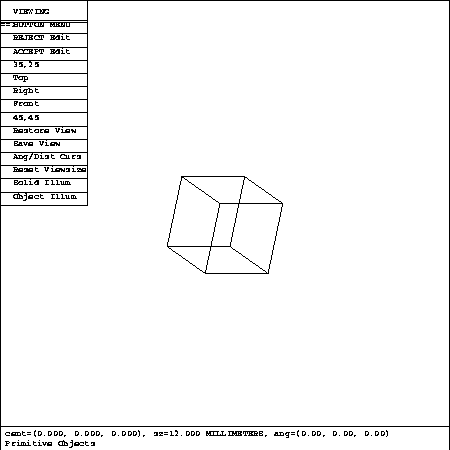 VIEWING
==BUTTON MENU
REJECT Edit
ACCEPT Edit
35,25
Top
Right
Front
45,45
Restore View
Save View
Ang/Dist Curs
Reset Viewsize
Solid Illum
Object Illum
cent=(0.000, 0.000, 0.000), sz=12.000 MILLIMETERS, ang=(0.00, 0.00, 0.00)
Primitive Objects